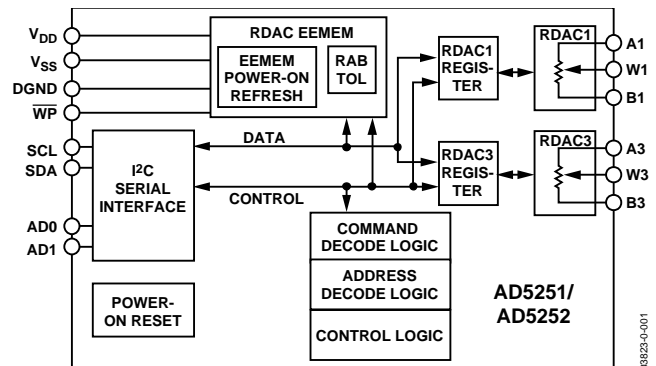 VDD
VSS
DGND
WP
SCL
SDA
AD0
AD1
RDAC EEMEM
EEMEM
POWER-ON
REFRESH
RAB
TOL
DATA
CONTROL
I2C
SERIAL
INTERFACE
POWER-
ON RESET
COMMAND
DECODE LOGIC
ADDRESS
DECODE LOGIC
CONTROL LOGIC
RDAC1
REGIS-
TER
RDAC3
REGIS-
TER
RDAC1
RDAC3
A1
W1
B1
A3
W3
B3
AD5251/
AD5252
03823-0-001